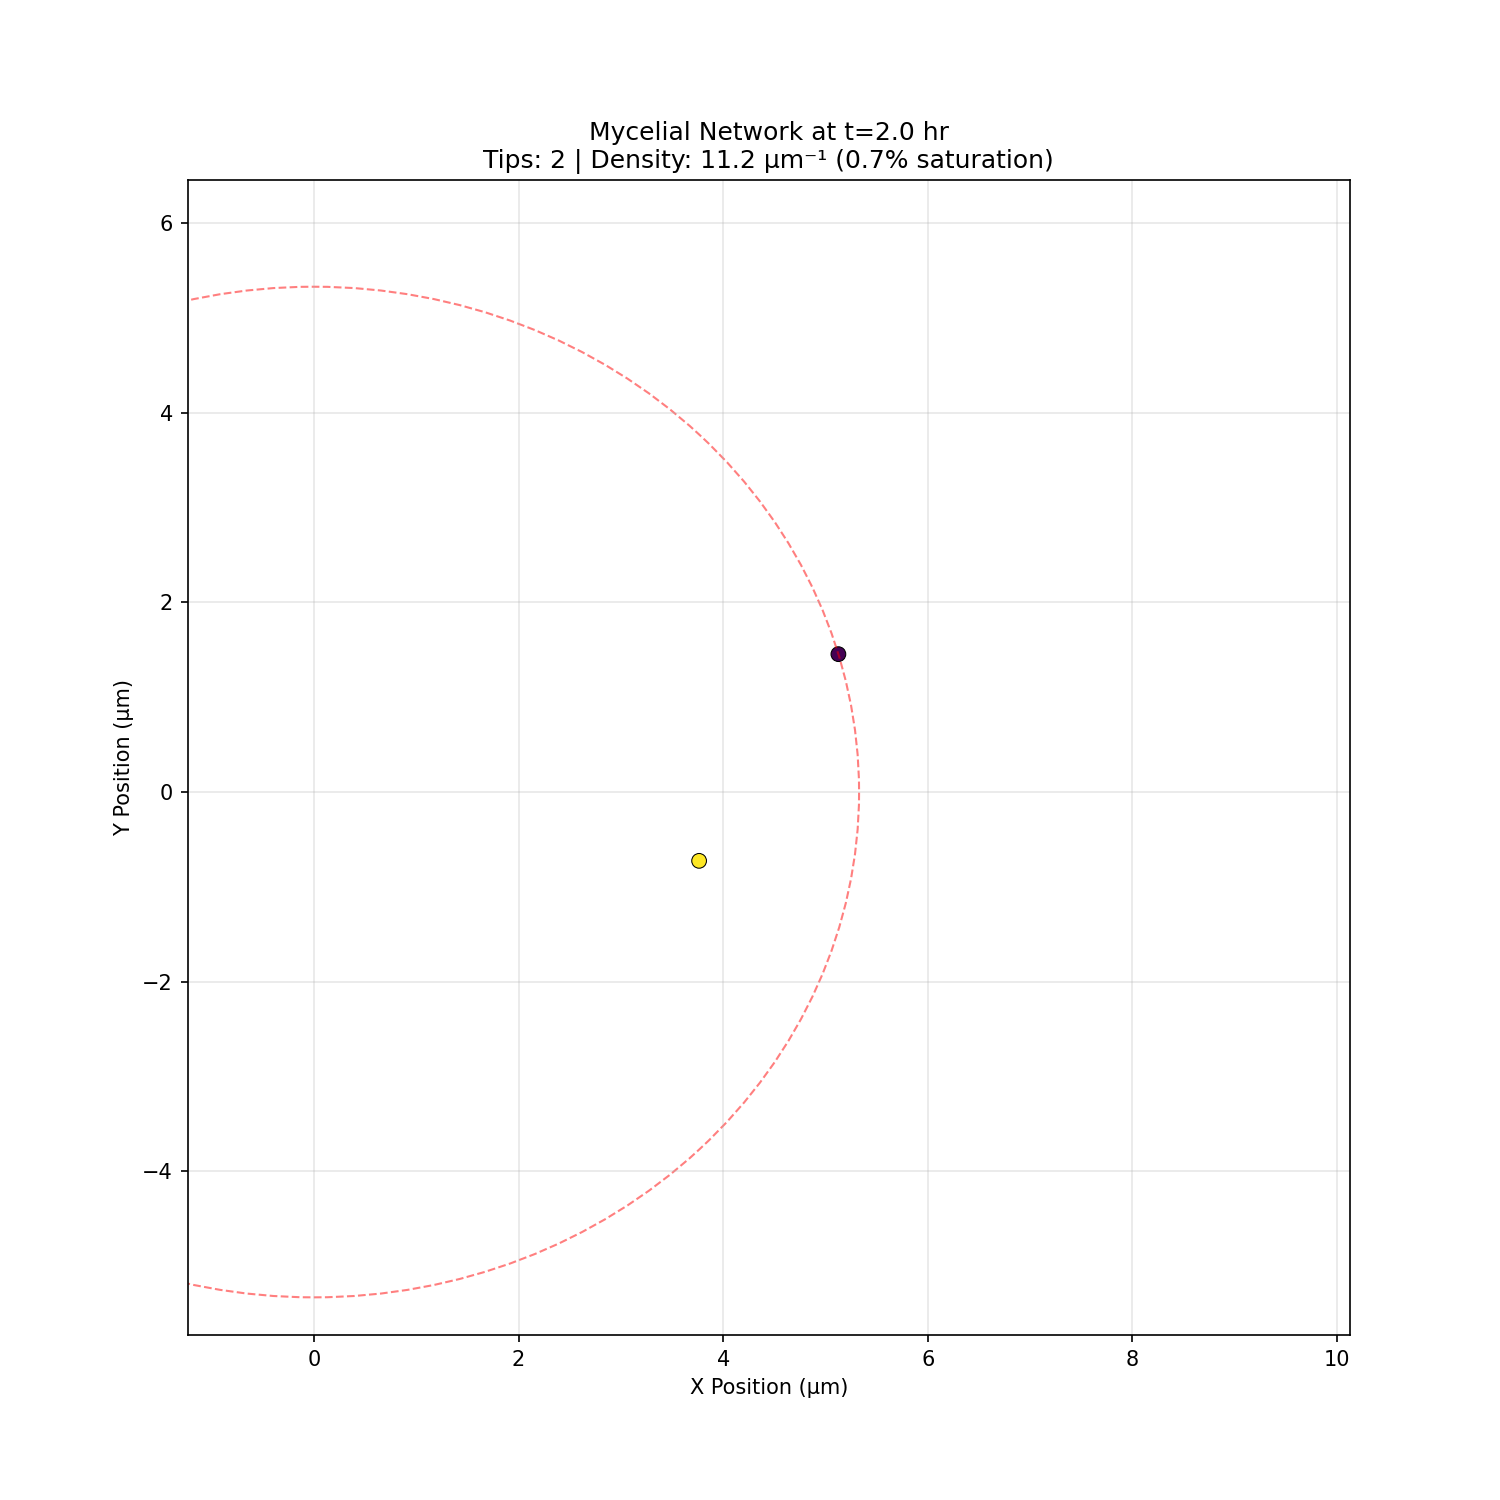 Mycelial Network at t=2.0 hr
Tips: 2 | Density: 11.2 μm⁻¹ (0.7% saturation)
6
4
2
0
−2
−4
Y Position (μm)
0 2 4 6 8 10
X Position (μm)